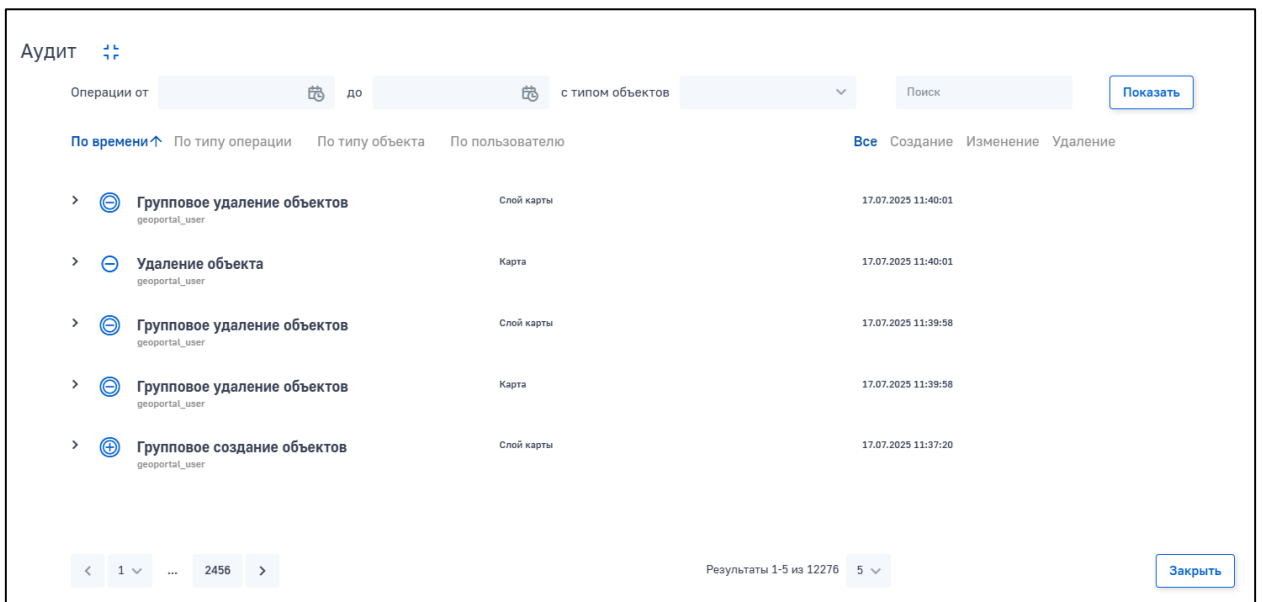 Аудит
Операции от до с типом объектов Поиск Показать
По времени По типу операции По типу объекта По пользователю Все Создание Изменение Удаление
Групповое удаление объектов Слой карты 17.07.2025 11:40:01
geoportal_user
Удаление объекта Карта 17.07.2025 11:40:01
geoportal_user
Групповое удаление объектов Слой карты 17.07.2025 11:39:58
geoportal_user
Групповое удаление объектов Карта 17.07.2025 11:39:58
geoportal_user
Групповое создание объектов Слой карты 17.07.2025 11:37:20
geoportal_user
1 ... 2456 Результаты 1-5 из 12276 5 Закрыть